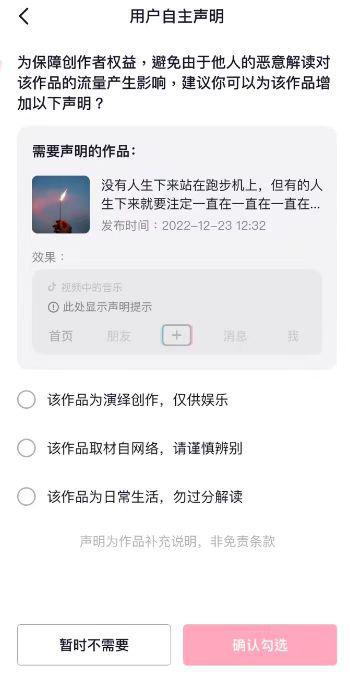 用户自主声明
为保障创作者权益，避免由于他人的恶意解读对
该作品的流量产生影响，建议你可以为该作品增
加以下声明？
需要声明的作品：
没有人生下来站在跑步机上，但有的人
生下来就要注定一直在一直在一直在...
发布时间：2022-12-23 12:32
效果：
视频中的音乐
此处显示声明提示
首页 朋友 + 消息 我
该作品为演绎创作，仅供娱乐
该作品取材自网络，请谨慎辨别
该作品为日常生活，勿过分解读
声明为作品补充说明，非免责条款
暂时不需要 确认勾选